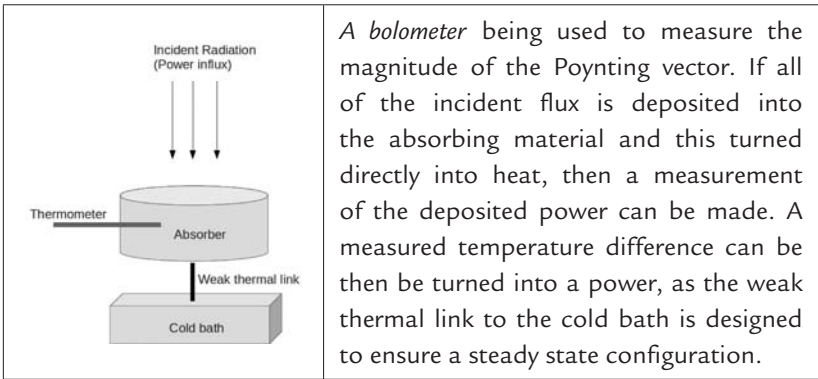 Incident Radiation
(Power influx)
Thermometer
Absorber
Weak thermal link
Cold bath
A bolometer being used to measure the
magnitude of the Poynting vector. If all
of the incident flux is deposited into
the absorbing material and this turned
directly into heat, then a measurement
of the deposited power can be made. A
measured temperature difference can be
then be turned into a power, as the weak
thermal link to the cold bath is designed
to ensure a steady state configuration.